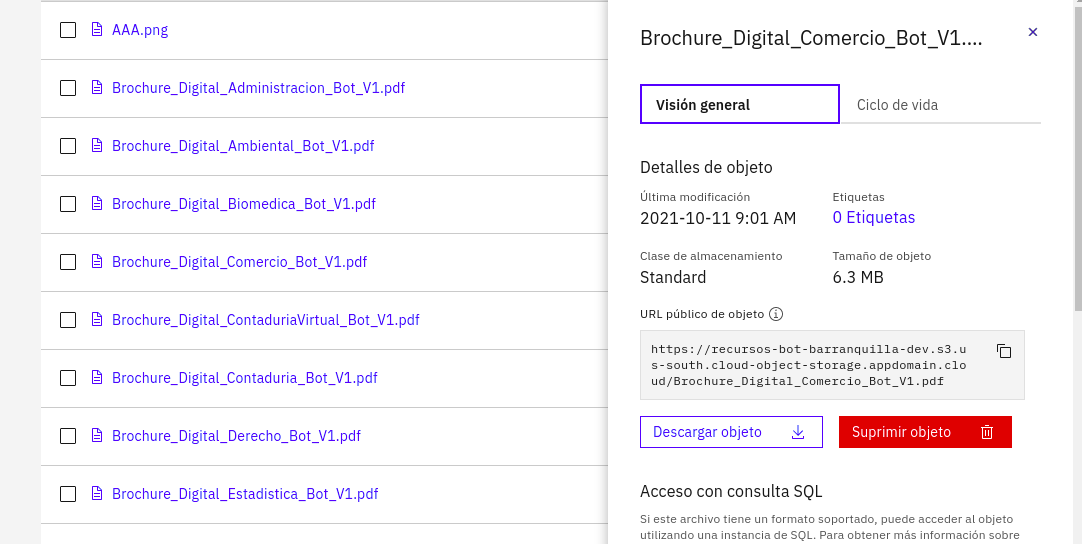 AAA.png
Brochure_Digital_Administracion_Bot_V1.pdf
Brochure_Digital_Ambiental_Bot_V1.pdf
Brochure_Digital_Biomedica_Bot_V1.pdf
Brochure_Digital_Comercio_Bot_V1.pdf
Brochure_Digital_ContaduriaVirtual_Bot_V1.pdf
Brochure_Digital_Contaduria_Bot_V1.pdf
Brochure_Digital_Derecho_Bot_V1.pdf
Brochure_Digital_Estadistica_Bot_V1.pdf
Brochure_Digital_Comercio_Bot_V1....
Visión general
Ciclo de vida
Detalles de objeto
Última modificación
2021-10-11 9:01 AM
Etiquetas
0 Etiquetas
Clase de almacenamiento
Standard
Tamaño de objeto
6.3 MB
URL público de objeto
https://recursos-bot-barranquilla-dev.s3.u
s-south.cloud-object-storage.appdomain.clo
ud/Brochure_Digital_Comercio_Bot_V1.pdf
Descargar objeto
Suprimir objeto
Acceso con consulta SQL
Si este archivo tiene un formato soportado, puede acceder al objeto
utilizando una instancia de SQL. Para obtener más información sobre